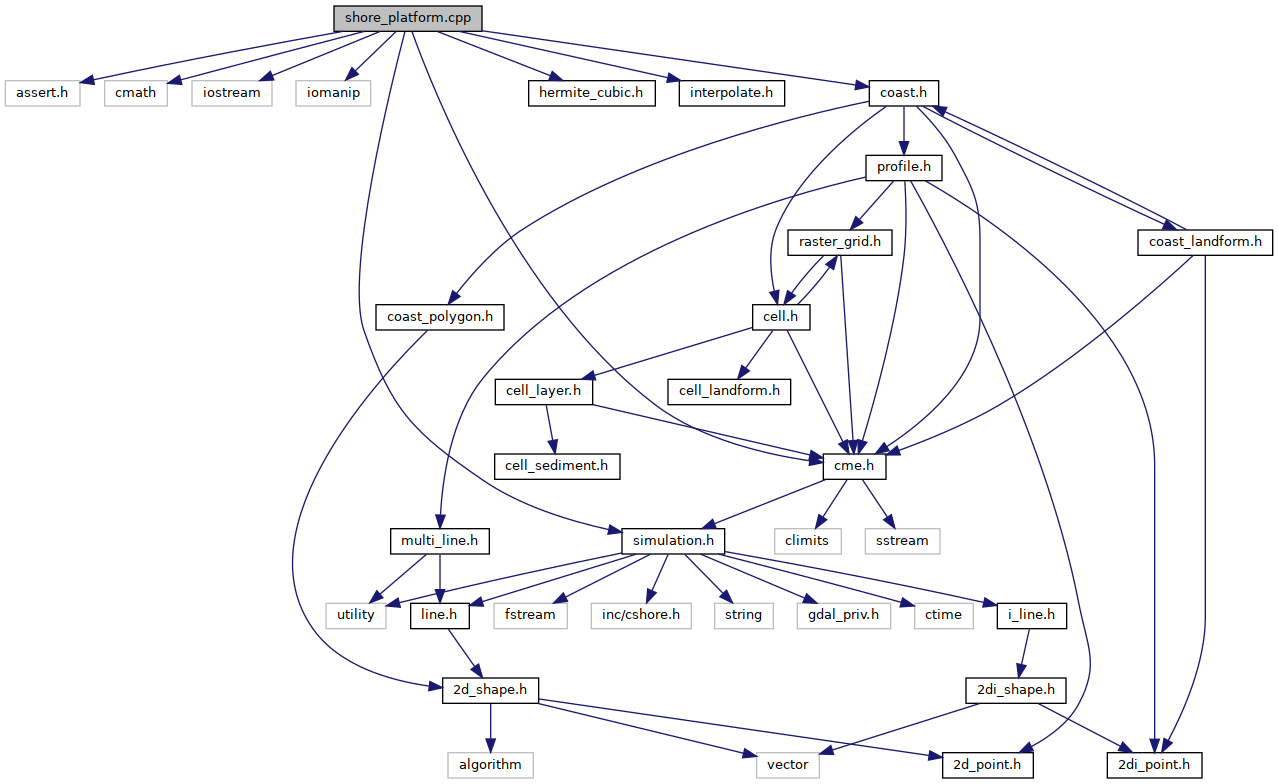 shore_platform.cpp
assert.h
cmath
iostream
iomanip
hermite_cubic.h
interpolate.h
coast.h
profile.h
raster_grid.h
coast_landform.h
coast_polygon.h
cell.h
cell_layer.h
cell_landform.h
cell_sediment.h
cme.h
multi_line.h
simulation.h
climits
sstream
utility
line.h
fstream
inc/cshore.h
string
gdal_priv.h
ctime
i_line.h
2d_shape.h
2di_shape.h
algorithm
vector
2d_point.h
2di_point.h